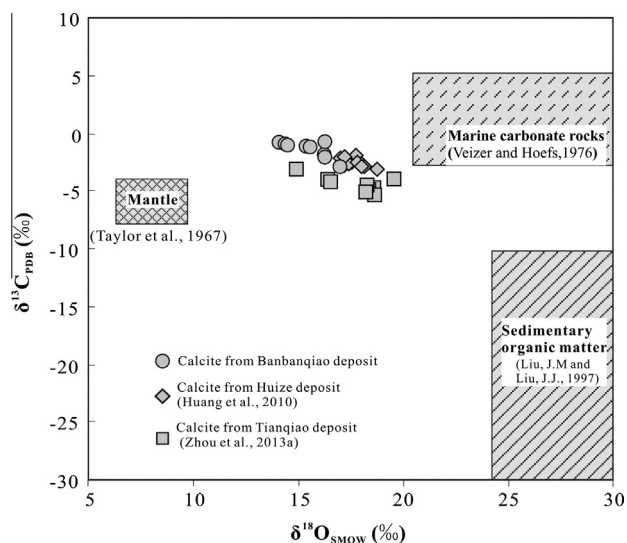 10
5
0
-5
-10
-15
-20
-25
-30
δ¹³C_PDB (‰)
Marine carbonate rocks
(Veizer and Hoefs,1976)
Mantle
(Taylor et al., 1967)
Sedimentary
organic matter
(Liu, J.M and
Liu, J.J., 1997)
Calcite from Banbanqiao deposit
Calcite from Huize deposit
(Huang et al., 2010)
Calcite from Tianqiao deposit
(Zhou et al., 2013a)
5 10 15 20 25 30
δ¹⁸O_SMOW (‰)